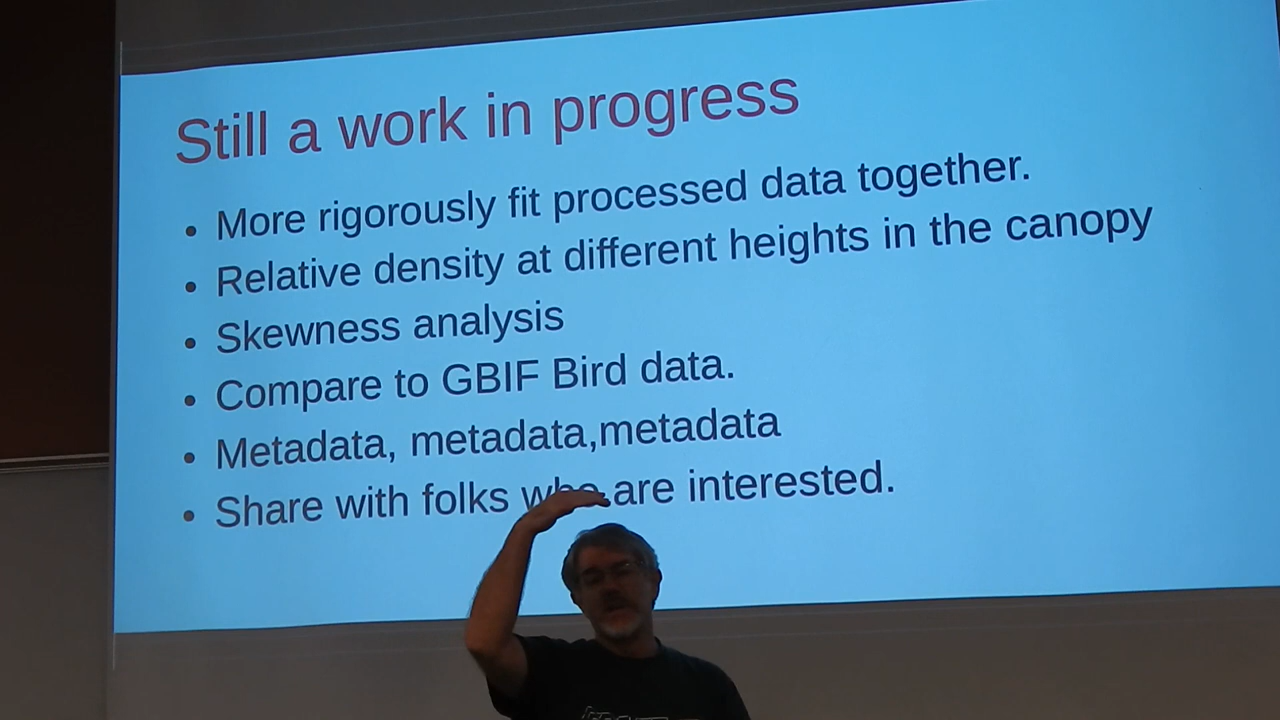 Still a work in progress
• More rigorously fit processed data together.
• Relative density at different heights in the canopy
• Skewness analysis
• Compare to GBIF Bird data.
• Metadata, metadata,metadata
• Share with folks who are interested.